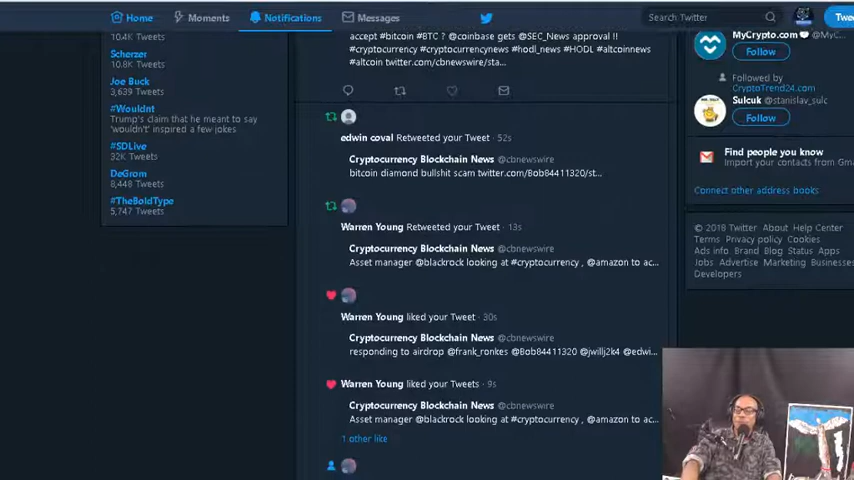 Home
Moments
Notifications
Messages
Search Twitter
10.4K Tweets
Scherzer
10.8K Tweets
Joe Buck
3,639 Tweets
#Wouldnt
Trump's claim that he meant to say
'wouldn't' inspired a few jokes
#SDLive
32K Tweets
DeGrom
8,448 Tweets
#TheBoldType
5,747 Tweets
accept #bitcoin #BTC ? @coinbase gets @SEC_News approval !!
#cryptocurrency #cryptocurrencynews #hodl_news #HODL #altcoinnews
#altcoin twitter.com/cbnewswire/sta...
edwin coval Retweeted your Tweet · 52s
Cryptocurrency Blockchain News @cbnewswire
bitcoin diamond bullshit scam twitter.com/Bob84411320/st...
Warren Young Retweeted your Tweet · 13s
Cryptocurrency Blockchain News @cbnewswire
Asset manager @blackrock looking at #cryptocurrency , @amazon to ac...
Warren Young liked your Tweet · 30s
Cryptocurrency Blockchain News @cbnewswire
responding to airdrop @frank_ronkes @Bob84411320 @jwillj2k4 @edwi...
Warren Young liked your Tweets · 9s
Cryptocurrency Blockchain News @cbnewswire
Asset manager @blackrock looking at #cryptocurrency , @amazon to ac...
1 other like
MyCrypto.com @MyC...
Follow
Followed by
CryptoTrend24.com
Sulcuk @stanislav_sulc
Follow
Find people you know
Import your contacts from Gma
Connect other address books
© 2018 Twitter About Help Center
Terms Privacy policy Cookies
Ads info Brand Blog Status Apps
Jobs Advertise Marketing Businesses
Developers